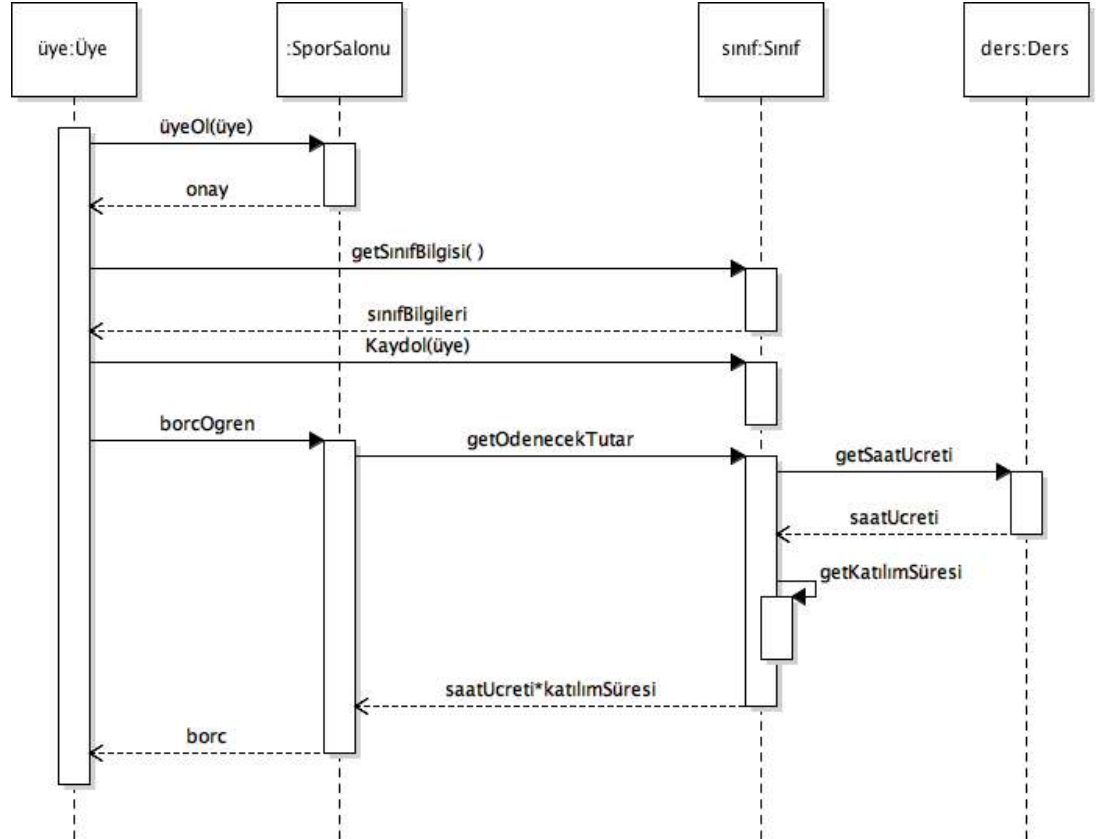 üye:Üye
:SporSalonu
sınıf:Sınıf
ders:Ders
üyeOl(üye)
onay
getSınıfBilgisi( )
sınıfBilgileri
Kaydol(üye)
borcOgren
getOdenecekTutar
getSaatUcreti
saatUcreti
getKatılımSüresi
saatUcreti*katılımSüresi
borc